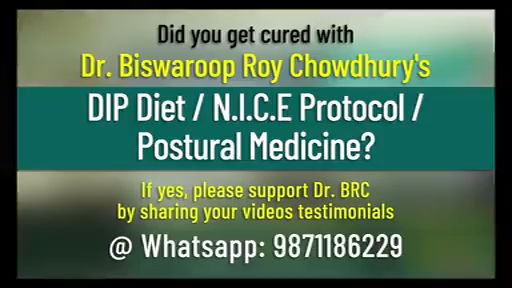 Did you get cured with
Dr. Biswaroop Roy Chowdhury's
DIP Diet / N.I.C.E Protocol /
Postural Medicine?
If yes, please support Dr. BRC
by sharing your videos testimonials
@ Whatsapp: 9871186229